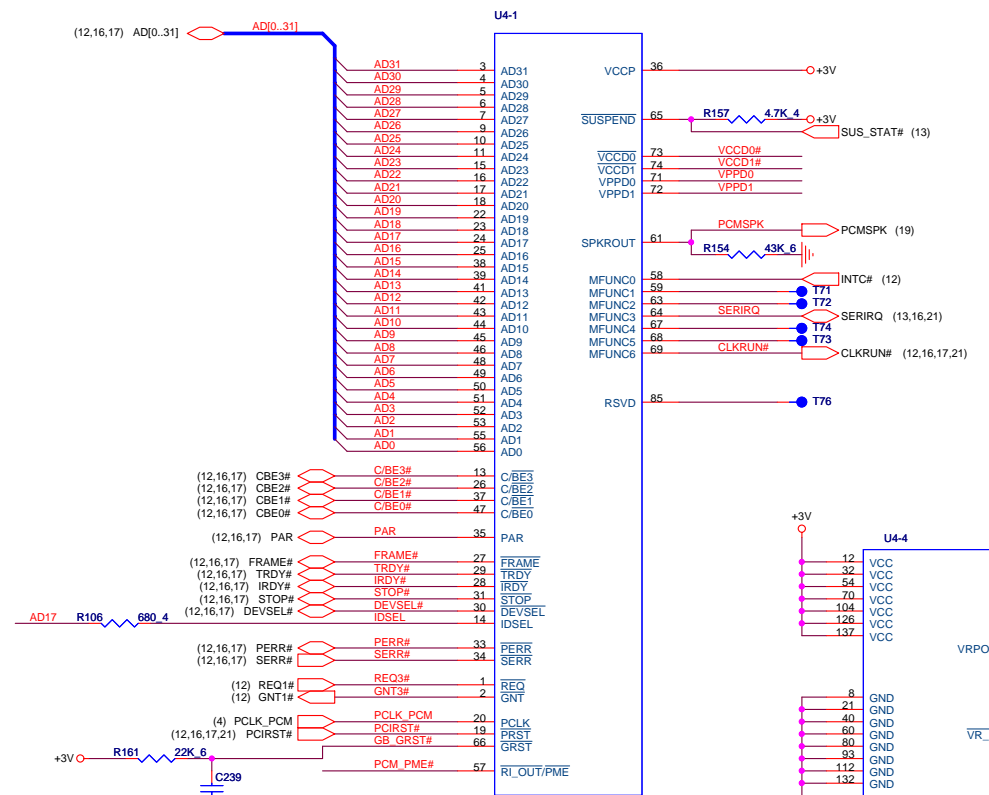 U4-1
(12,16,17) AD[0..31] AD[0..31]
AD31 3 AD31 VCCP 36 +3V
AD30 4 AD30
AD29 5 AD29
AD28 6 AD28
AD27 7 AD27 SUSPEND 65 R157 4.7K_4 +3V
AD26 9 AD26 SUS_STAT# (13)
AD25 10 AD25
AD24 11 AD24 VCCD0 73 VCCD0#
AD23 15 AD23 VCCD1 74 VCCD1#
AD22 16 AD22 VPPD0 71 VPPD0
AD21 17 AD21 VPPD1 72 VPPD1
AD20 18 AD20
AD19 22 AD19
AD18 23 AD18 PCMSPK PCMSPK (19)
AD17 24 AD17 SPKROUT 61
AD16 25 AD16 R154 43K_6
AD15 38 AD15
AD14 39 AD14 MFUNC0 58 INTC# (12)
AD13 41 AD13 MFUNC1 59 T71
AD12 42 AD12 MFUNC2 63 T72
AD11 43 AD11 MFUNC3 64 SERIRQ SERIRQ (13,16,21)
AD10 44 AD10 MFUNC4 67 T74
AD9 45 AD9 MFUNC5 68 T73
AD8 46 AD8 MFUNC6 69 CLKRUN# CLKRUN# (12,16,17,21)
AD7 48 AD7
AD6 49 AD6
AD5 50 AD5
AD4 51 AD4 RSVD 85 T76
AD3 52 AD3
AD2 53 AD2
AD1 55 AD1
AD0 56 AD0
(12,16,17) CBE3# C/BE3# 13 C/BE3
(12,16,17) CBE2# C/BE2# 26 C/BE2
(12,16,17) CBE1# C/BE1# 37 C/BE1
(12,16,17) CBE0# C/BE0# 47 C/BE0
(12,16,17) PAR PAR 35 PAR
(12,16,17) FRAME# FRAME# 27 FRAME
(12,16,17) TRDY# TRDY# 29 TRDY
(12,16,17) IRDY# IRDY# 28 IRDY
(12,16,17) STOP# STOP# 31 STOP
(12,16,17) DEVSEL# DEVSEL# 30 DEVSEL
AD17 R106 680_4 IDSEL 14 IDSEL
(12,16,17) PERR# PERR# 33 PERR
(12,16,17) SERR# SERR# 34 SERR
(12) REQ1# REQ3# 1 REQ
(12) GNT1# GNT3# 2 GNT
(4) PCLK_PCM PCLK_PCM 20 PCLK
(12,16,17,21) PCIRST# PCIRST# 19 PRST
GB_GRST# 66 GRST
+3V R161 22K_6
PCM_PME# 57 RI_OUT/PME
C239
+3V
U4-4
12 VCC
32 VCC
54 VCC
70 VCC
104 VCC
126 VCC
137 VCC
VRPO
8 GND
21 GND
40 GND
60 GND VR_
80 GND
93 GND
112 GND
132 GND